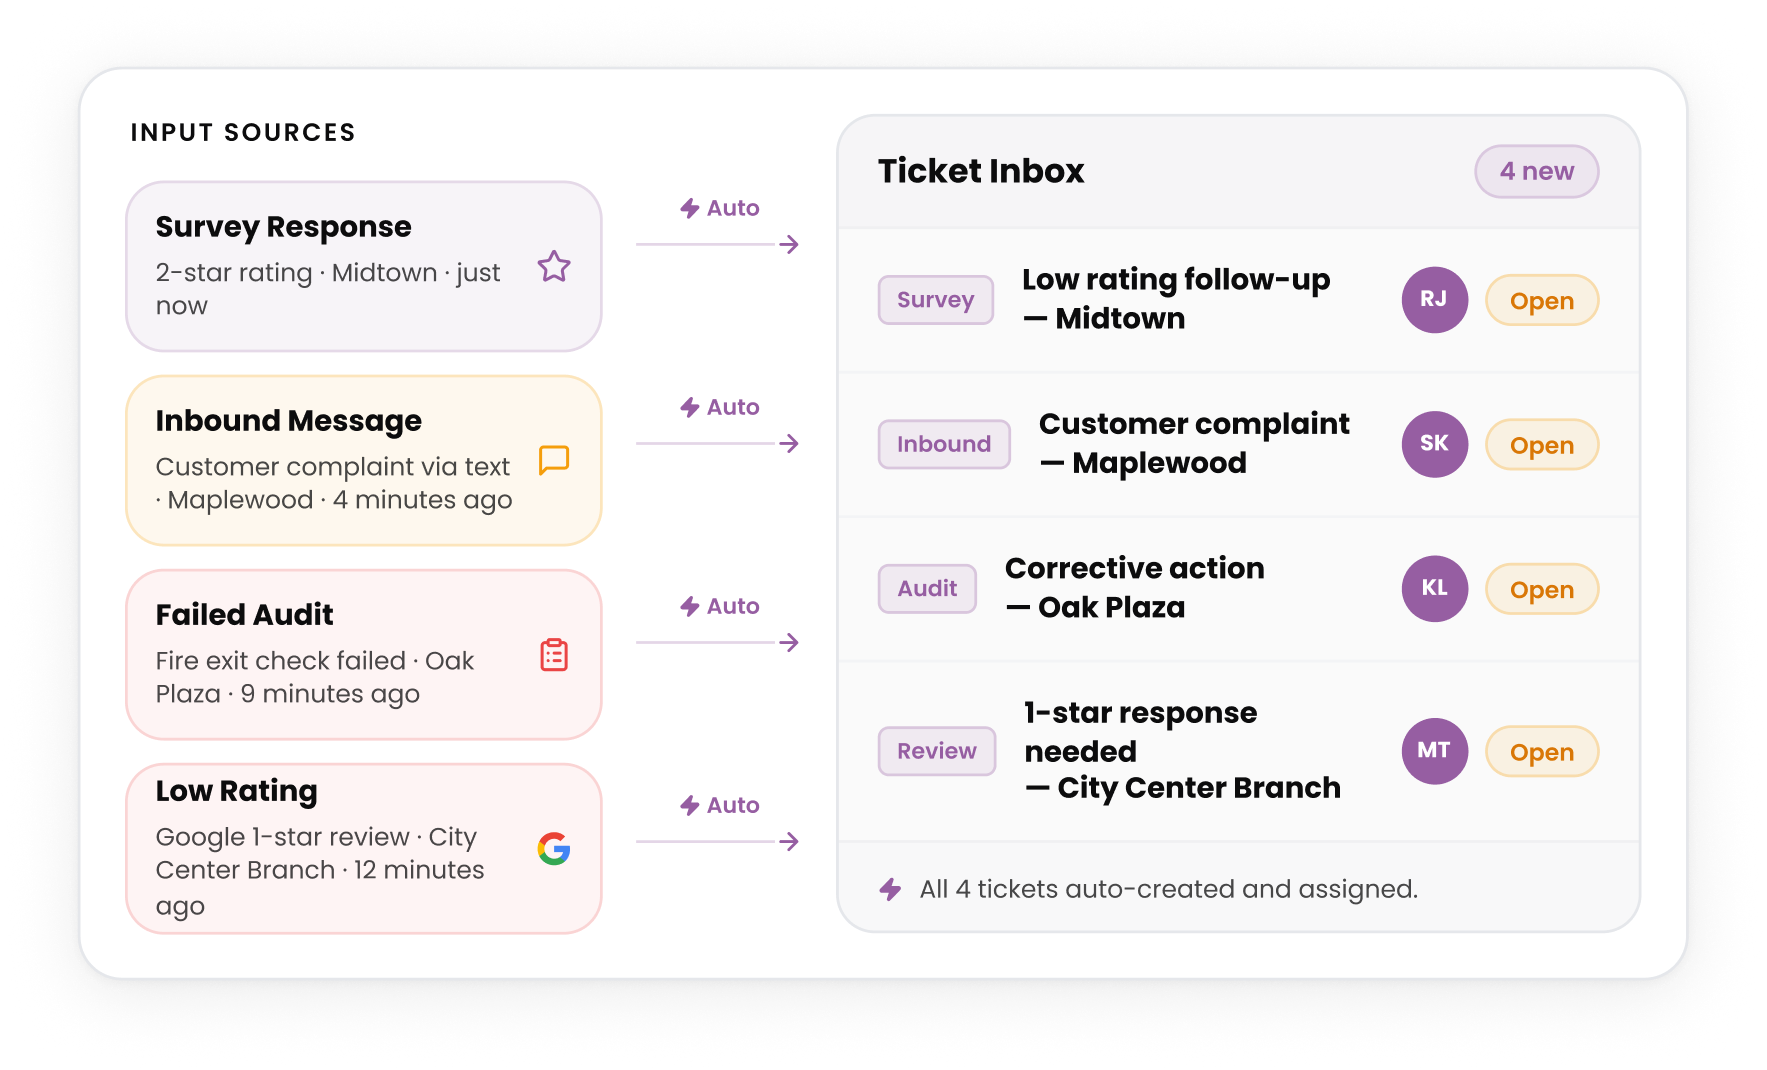 INPUT SOURCES
Survey Response
2-star rating · Midtown · just
now
Auto
Inbound Message
Customer complaint via text
· Maplewood · 4 minutes ago
Auto
Failed Audit
Fire exit check failed · Oak
Plaza · 9 minutes ago
Auto
Low Rating
Google 1-star review · City
Center Branch · 12 minutes
ago
Auto
Ticket Inbox
4 new
Survey
Low rating follow-up
— Midtown
RJ
Open
Inbound
Customer complaint
— Maplewood
SK
Open
Audit
Corrective action
— Oak Plaza
KL
Open
Review
1-star response
needed
— City Center Branch
MT
Open
All 4 tickets auto-created and assigned.